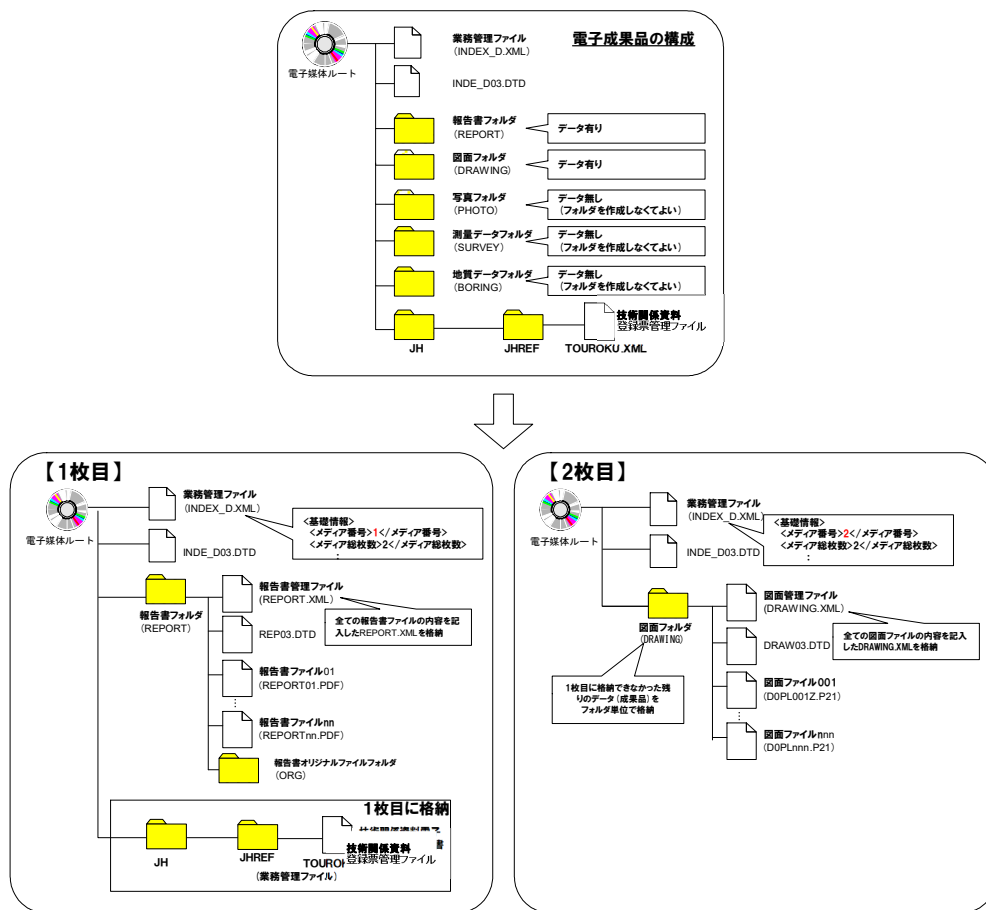 電子成果品の構成
電子媒体ルート
業務管理ファイル
(INDEX_D.XML)
INDE_D03.DTD
報告書フォルダ
(REPORT)
データ有り
図面フォルダ
(DRAWING)
データ有り
写真フォルダ
(PHOTO)
データ無し
(フォルダを作成しなくてよい)
測量データフォルダ
(SURVEY)
データ無し
(フォルダを作成しなくてよい)
地質データフォルダ
(BORING)
データ無し
(フォルダを作成しなくてよい)
技術関係資料
登録票管理ファイル
JH
JHREF
TOUROKU.XML
【1枚目】
電子媒体ルート
業務管理ファイル
(INDEX_D.XML)
<基礎情報>
<メディア番号>1</メディア番号>
<メディア総枚数>2</メディア総枚数>
:
INDE_D03.DTD
報告書フォルダ
(REPORT)
報告書管理ファイル
(REPORT.XML)
全ての報告書ファイルの内容を記
入したREPORT.XMLを格納
REP03.DTD
報告書ファイル01
(REPORT01.PDF)
報告書ファイルnn
(REPORTnn.PDF)
報告書オリジナルファイルフォルダ
(ORG)
1枚目に格納
技術関係資料
登録票管理ファイル
JH
JHREF
TOURO
(業務管理ファイル)
【2枚目】
電子媒体ルート
業務管理ファイル
(INDEX_D.XML)
<基礎情報>
<メディア番号>2</メディア番号>
<メディア総枚数>2</メディア総枚数>
:
INDE_D03.DTD
図面フォルダ
(DRAWING)
1枚目に格納できなかった残
りのデータ(成果品)を
フォルダ単位で格納
図面管理ファイル
(DRAWING.XML)
全ての図面ファイルの内容を記入
したDRAWING.XMLを格納
DRAW03.DTD
図面ファイル001
(D0PL001Z.P21)
図面ファイルnnn
(D0PLnnn.P21)